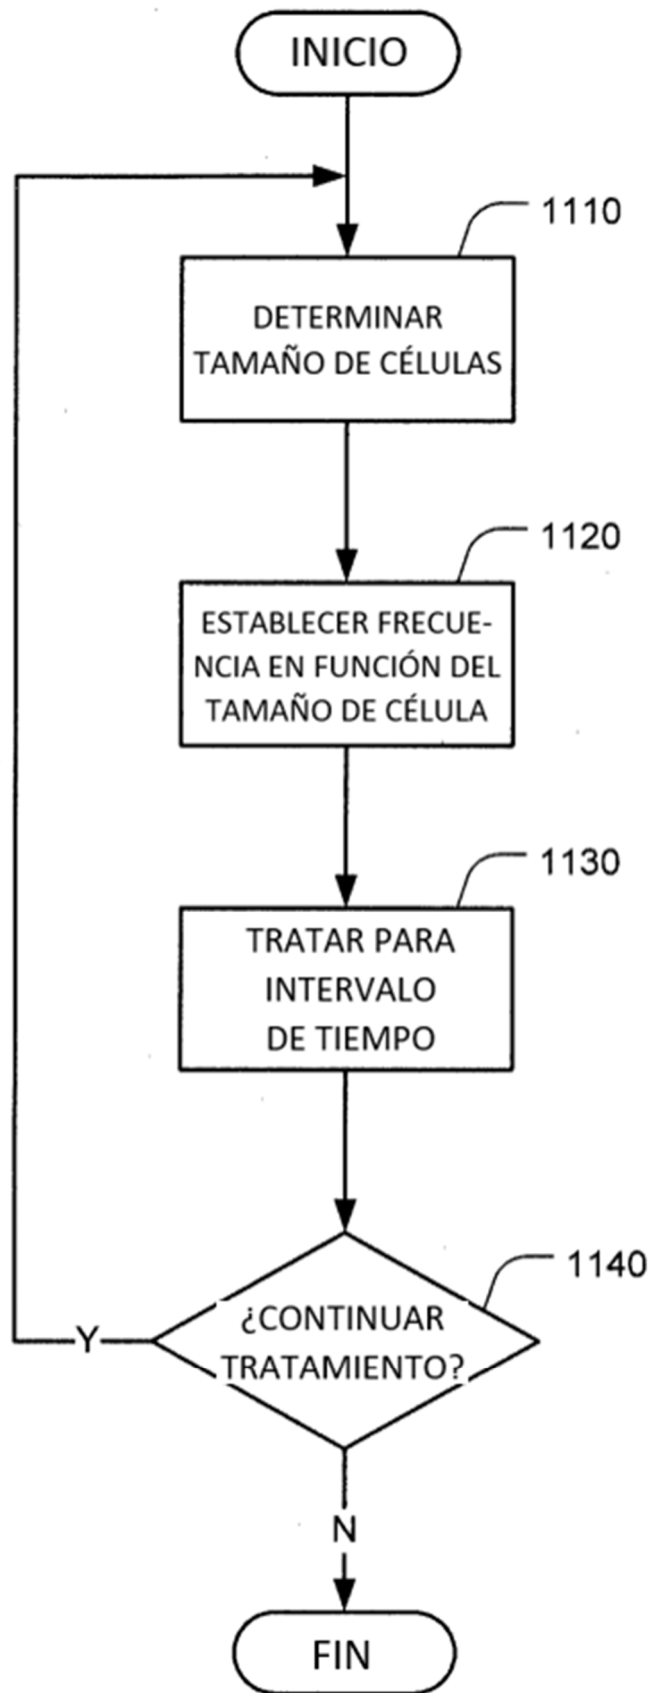 INICIO
1110
DETERMINAR
TAMAÑO DE CÉLULAS
1120
ESTABLECER FRECUE-
NCIA EN FUNCIÓN DEL
TAMAÑO DE CÉLULA
1130
TRATAR PARA
INTERVALO
DE TIEMPO
1140
¿CONTINUAR
TRATAMIENTO?
Y
N
FIN